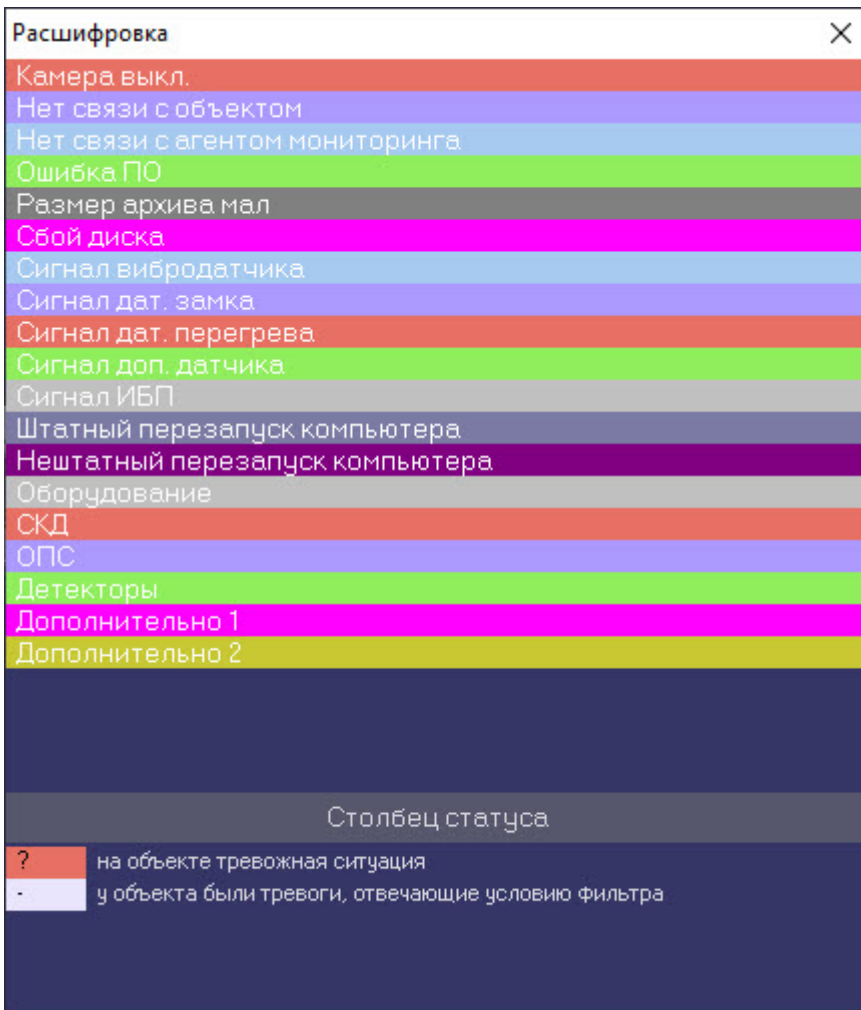 Расшифровка
Камера выкл.
Нет связи с объектом
Нет связи с агентом мониторинга
Ошибка ПО
Размер архива мал
Сбой диска
Сигнал вибродатчика
Сигнал дат. замка
Сигнал дат. перегрева
Сигнал доп. датчика
Сигнал ИБП
Штатный перезапуск компьютера
Нештатный перезапуск компьютера
Оборудование
СКД
ОПС
Детекторы
Дополнительно 1
Дополнительно 2
Столбец статуса
? на объекте тревожная ситуация
- у объекта были тревоги, отвечающие условию фильтра